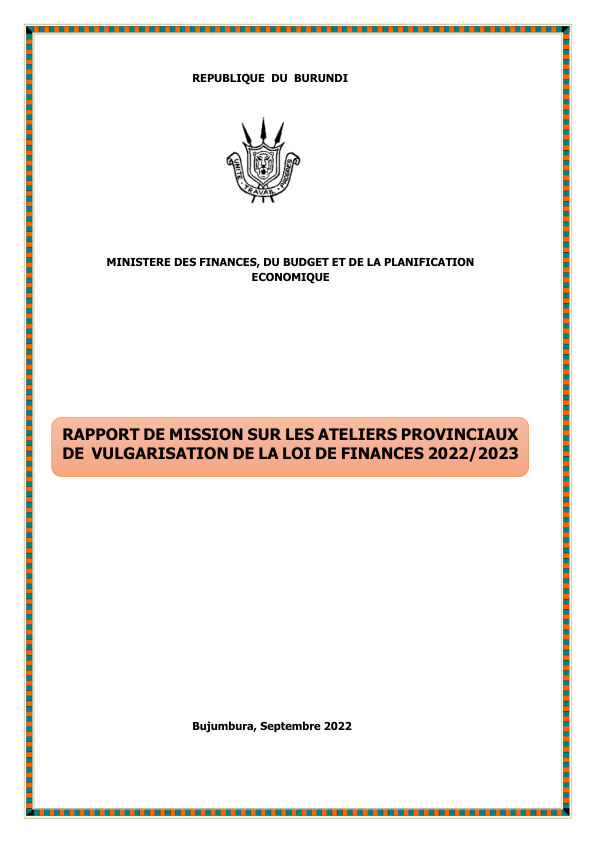 REPUBLIQUE DU BURUNDI
UNITE - TRAVAIL - PROGRES
MINISTERE DES FINANCES, DU BUDGET ET DE LA PLANIFICATION
ECONOMIQUE
RAPPORT DE MISSION SUR LES ATELIERS PROVINCIAUX
DE VULGARISATION DE LA LOI DE FINANCES 2022/2023
Bujumbura, Septembre 2022